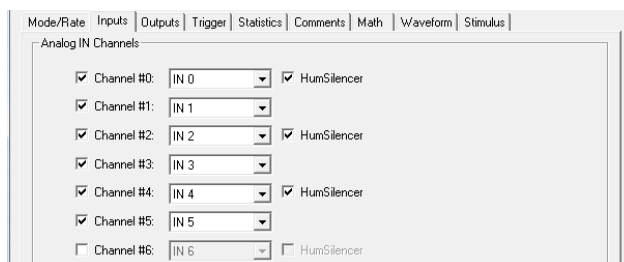 Mode/Rate Inputs Outputs Trigger Statistics Comments Math Waveform Stimulus
Analog IN Channels
Channel #0: IN 0 HumSilencer
Channel #1: IN 1
Channel #2: IN 2 HumSilencer
Channel #3: IN 3
Channel #4: IN 4 HumSilencer
Channel #5: IN 5
Channel #6: IN 6 HumSilencer